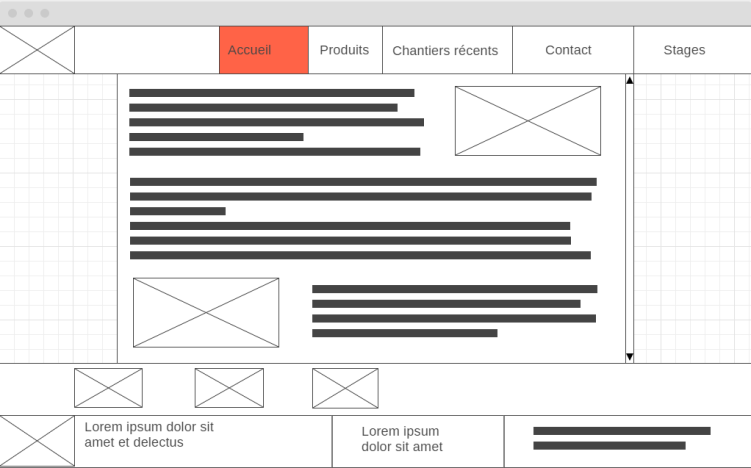 Accueil
Produits
Chantiers récents
Contact
Stages
Lorem ipsum dolor sit
amet et delectus
Lorem ipsum
dolor sit amet